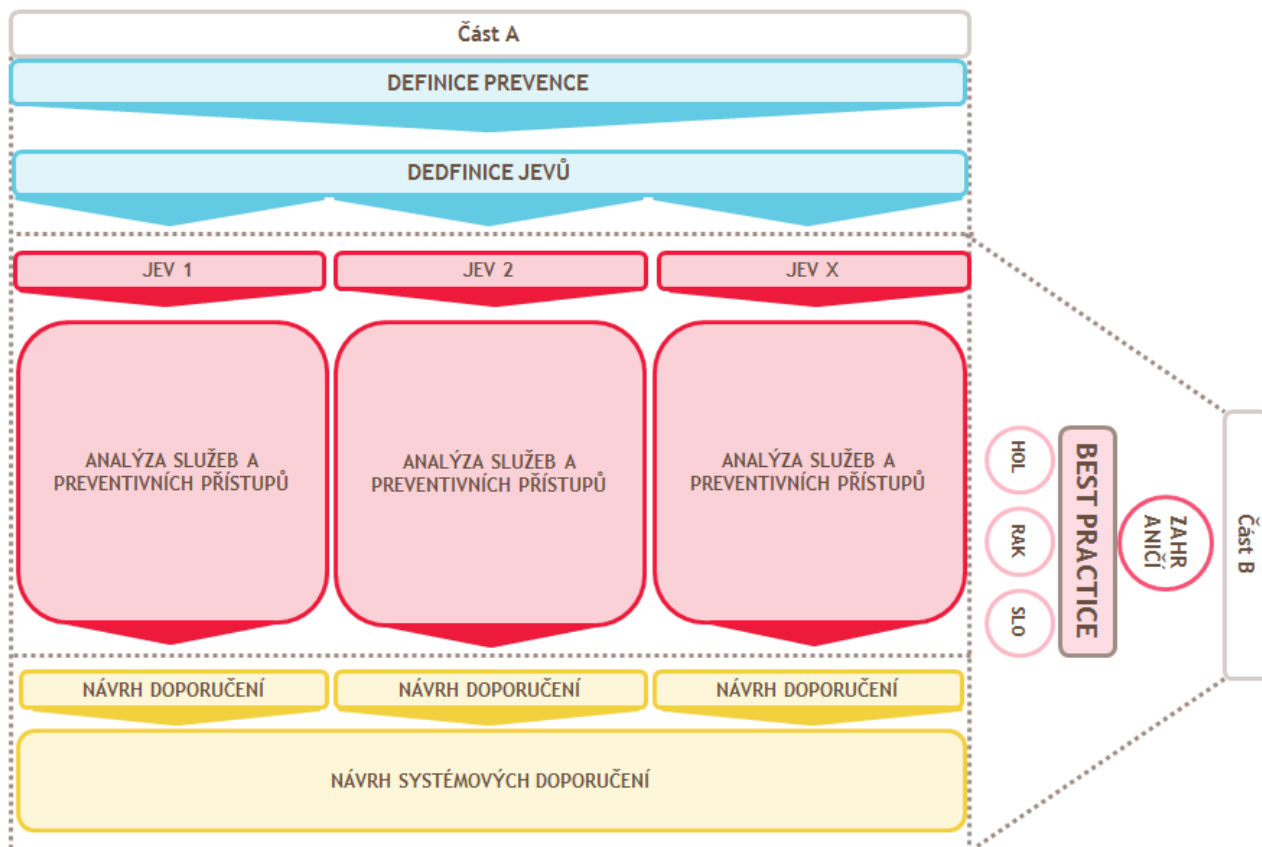 Část A
DEFINICE PREVENCE
DEDFINICE JEVŮ
JEV 1
JEV 2
JEV X
ANALÝZA SLUŽEB A
PREVENTIVNÍCH PŘÍSTUPŮ
ANALÝZA SLUŽEB A
PREVENTIVNÍCH PŘÍSTUPŮ
ANALÝZA SLUŽEB A
PREVENTIVNÍCH PŘÍSTUPŮ
NÁVRH DOPORUČENÍ
NÁVRH DOPORUČENÍ
NÁVRH DOPORUČENÍ
NÁVRH SYSTÉMOVÝCH DOPORUČENÍ
HOL
RAK
SLO
BEST PRACTICE
ZAHR
ANIČÍ
Část B